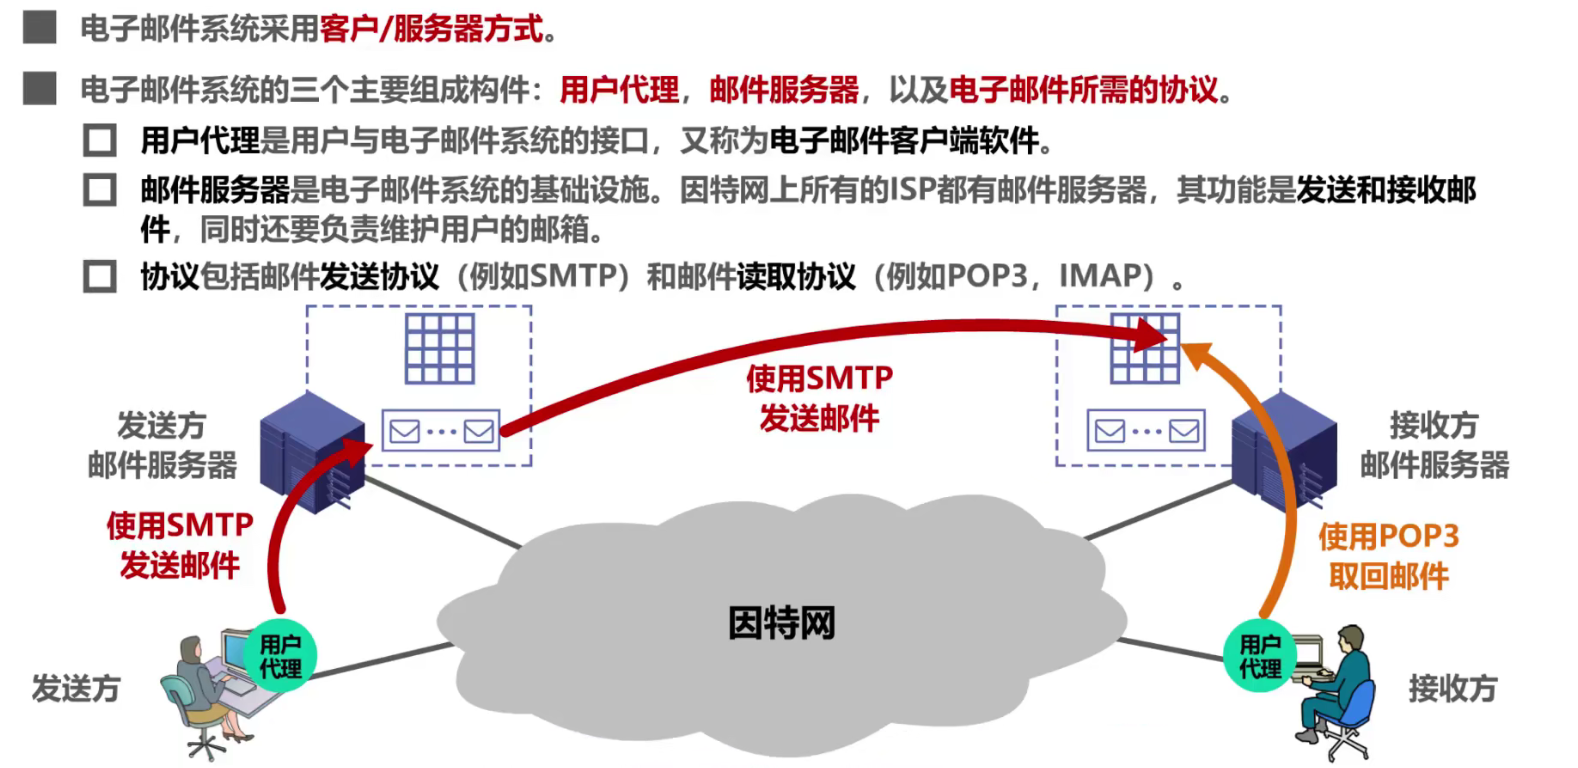 电子邮件系统采用客户/服务器方式。
电子邮件系统的三个主要组成构件：用户代理，邮件服务器，以及电子邮件所需的协议。
用户代理是用户与电子邮件系统的接口，又称为电子邮件客户端软件。
邮件服务器是电子邮件系统的基础设施。因特网上所有的ISP都有邮件服务器，其功能是发送和接收邮
件，同时还要负责维护用户的邮箱。
协议包括邮件发送协议（例如SMTP）和邮件读取协议（例如POP3，IMAP）。
使用SMTP
发送邮件
发送方
邮件服务器
接收方
邮件服务器
使用SMTP
发送邮件
使用POP3
取回邮件
因特网
用户
代理
用户
代理
发送方
接收方